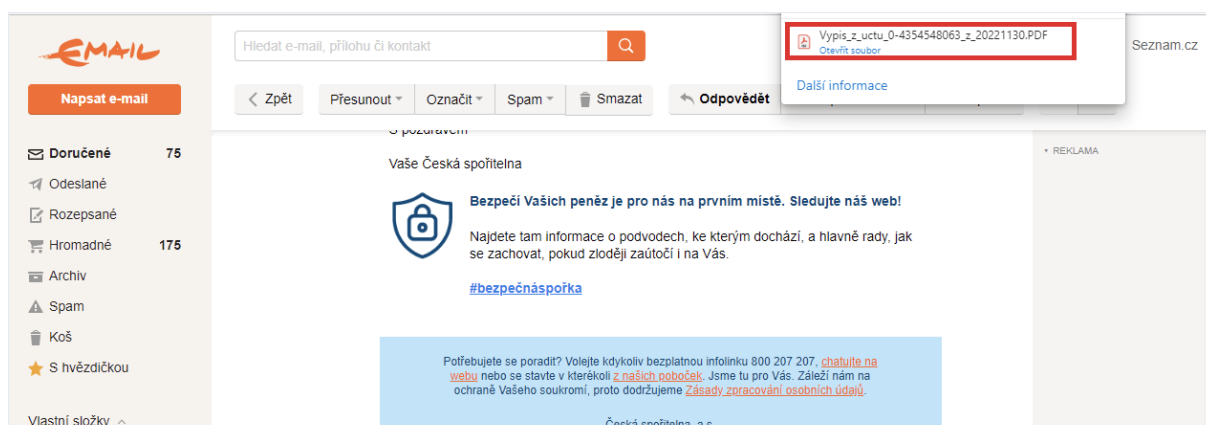 EMAIL
Hledat e-mail, přílohu či kontakt
Vypis_z_uctu_0-4354548063_z_20221130.PDF
Otevřít soubor
Další informace
Seznam.cz
Napsat e-mail
Zpět
Přesunout
Označit
Spam
Smazat
Odpovědět
Doručené 75
Odeslané
Rozepsané
Hromadné 175
Archiv
Spam
Koš
S hvězdičkou
Vlastní složky
S pozdravem
Vaše Česká spořitelna
Bezpečí Vašich peněz je pro nás na prvním místě. Sledujte náš web!
Najdete tam informace o podvodech, ke kterým dochází, a hlavně rady, jak
se zachovat, pokud zloději zaútočí i na Vás.
#bezpečnáspořka
Potřebujete se poradit? Volejte kdykoliv bezplatnou infolinku 800 207 207, chatujte na
webu nebo se stavte v kterékoli z našich poboček. Jsme tu pro Vás. Záleží nám na
ochraně Vašeho soukromí, proto dodržujeme Zásady zpracování osobních údajů.
Česká spořitelna, a.s.
REKLAMA